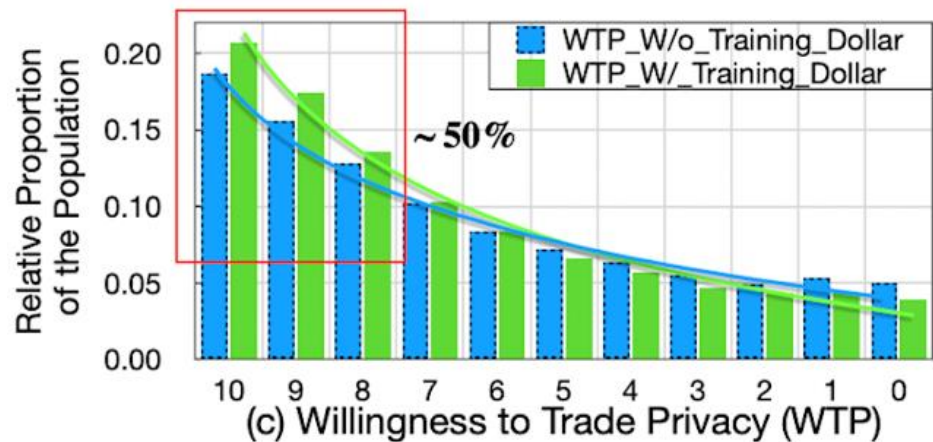 WTP_W/o_Training_Dollar
WTP_W/_Training_Dollar
0.20
0.15
0.10
0.05
0.00
Relative Proportion
of the Population
~50%
10 9 8 7 6 5 4 3 2 1 0
(c) Willingness to Trade Privacy (WTP)